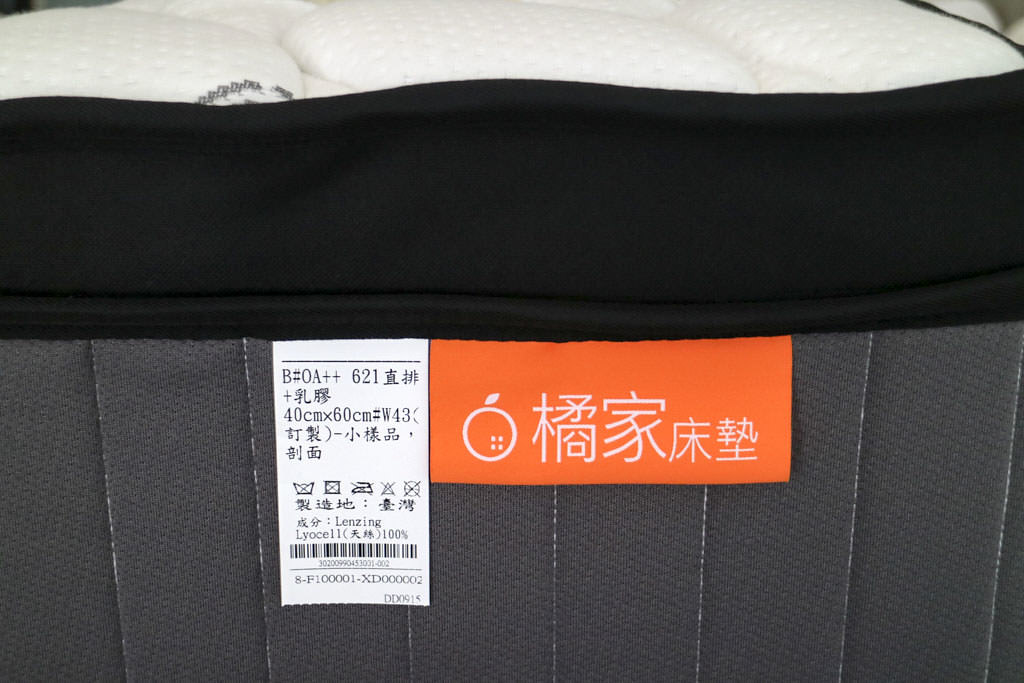 B#OA++ 621直排
+乳膠
40cm×60cm#W43(
訂製)-小樣品，
剖面
製造地：臺灣
成分：Lenzing
Lyocell(天絲)100%
30200990453001-002
8-F100001-XD000002
DD0915
橘家床墊